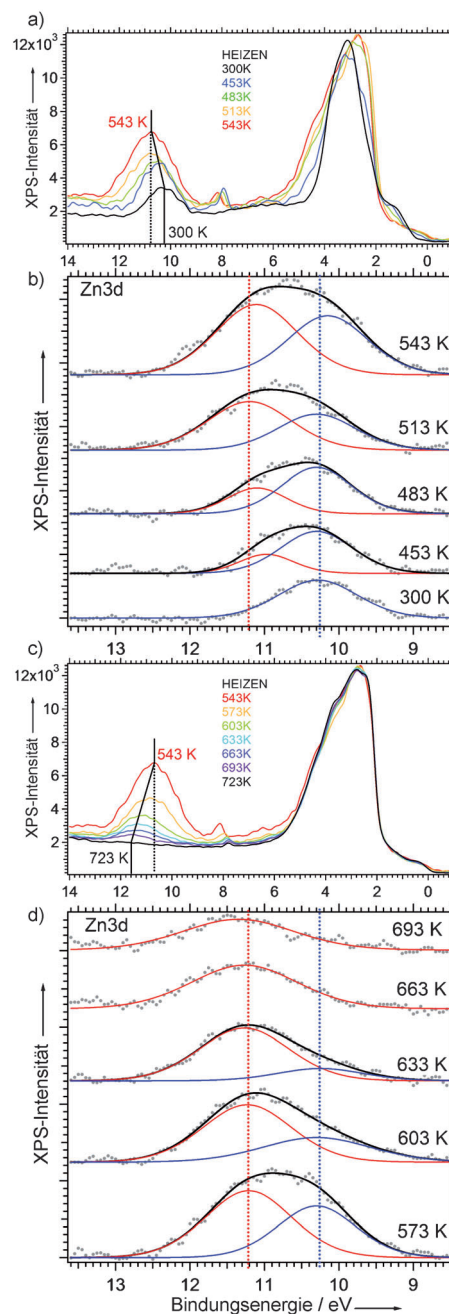 a)
12x10³
10
8
6
4
2
XPS-Intensität
HEIZEN
300K
453K
483K
513K
543K
543 K
300 K
14 12 10 8 6 4 2 0
b)
Zn3d
XPS-Intensität
543 K
513 K
483 K
453 K
300 K
13 12 11 10 9
c)
12x10³
10
8
6
4
2
XPS-Intensität
HEIZEN
543K
573K
603K
633K
663K
693K
723K
543 K
723 K
14 12 10 8 6 4 2 0
d)
Zn3d
XPS-Intensität
693 K
663 K
633 K
603 K
573 K
13 12 11 10 9
Bindungsenergie / eV